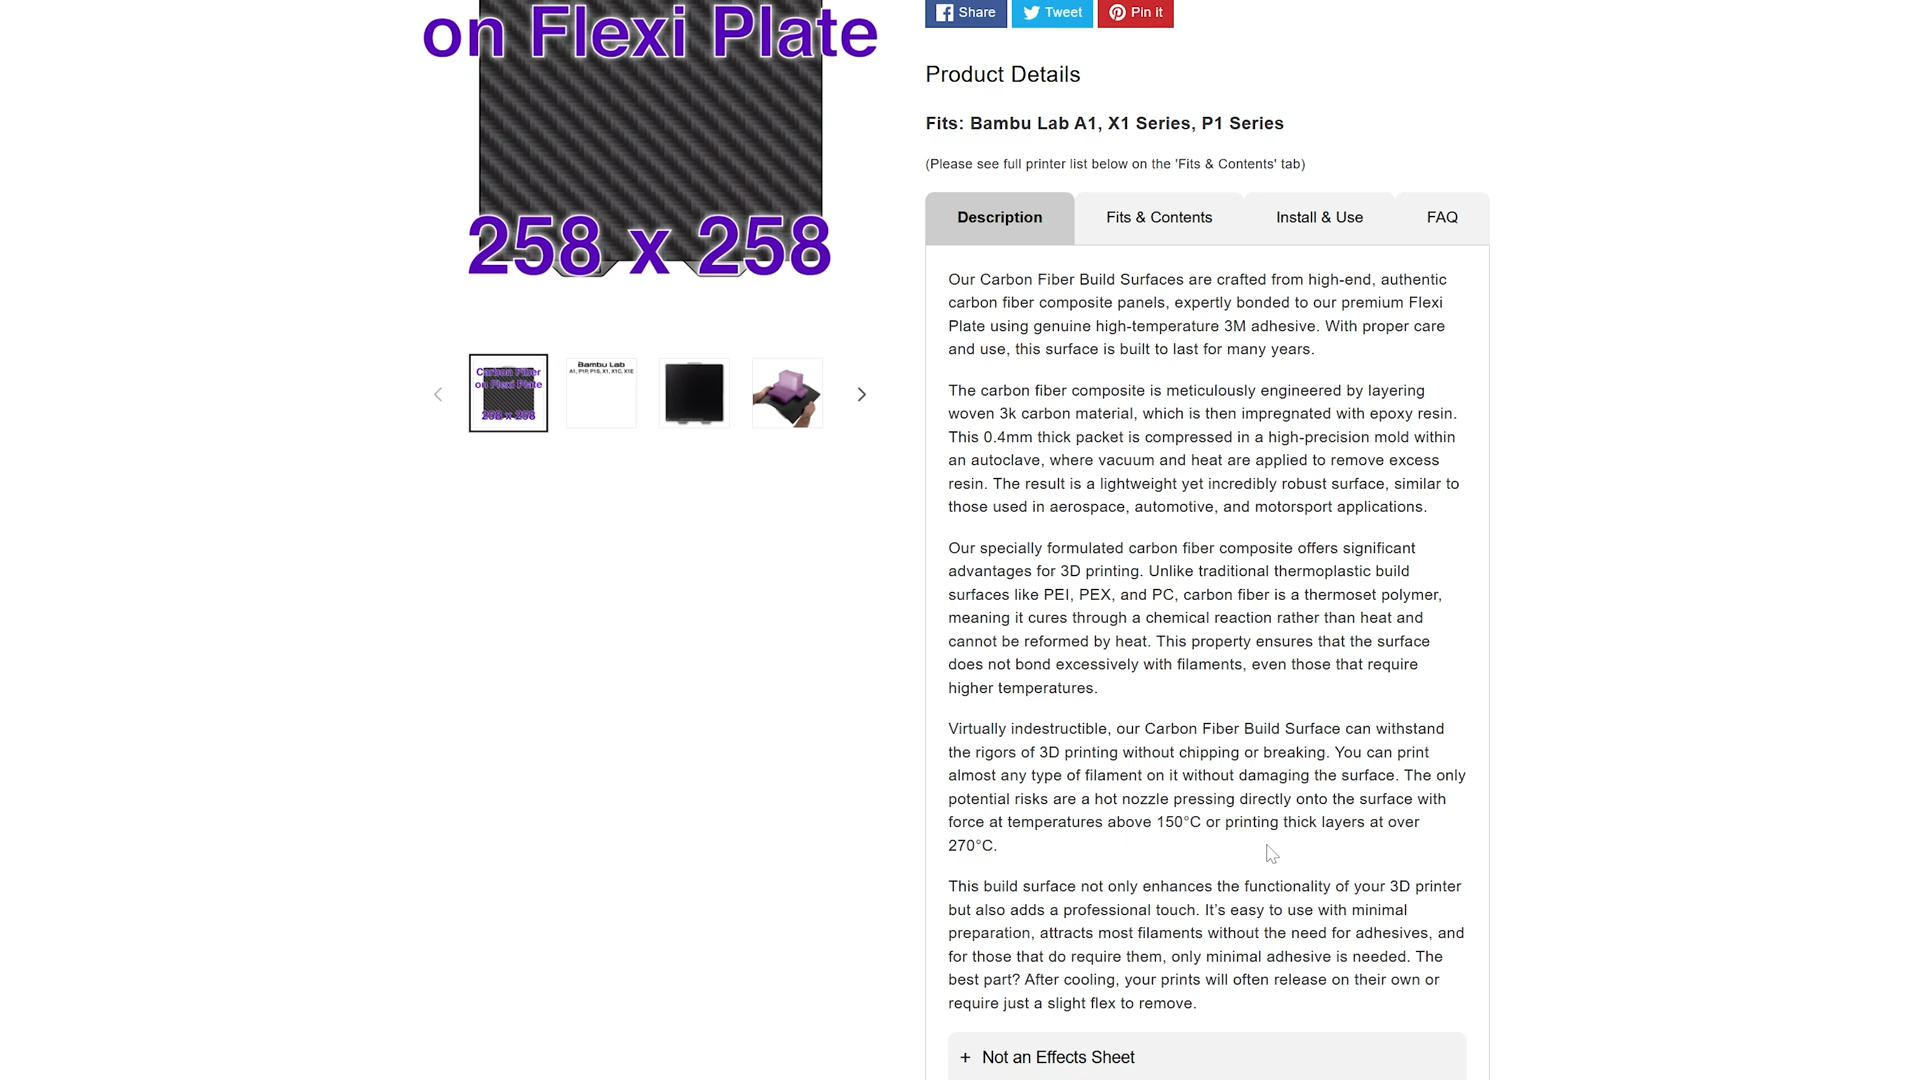 on Flexi Plate
258 x 258
Carbon Fiber
on Flexi Plate
258 x 258
Bambu Lab
A1, P1P, P1S, X1, X1C, X1E
Share
Tweet
Pin it
Product Details
Fits: Bambu Lab A1, X1 Series, P1 Series
(Please see full printer list below on the 'Fits & Contents' tab)
Description
Fits & Contents
Install & Use
FAQ
Our Carbon Fiber Build Surfaces are crafted from high-end, authentic
carbon fiber composite panels, expertly bonded to our premium Flexi
Plate using genuine high-temperature 3M adhesive. With proper care
and use, this surface is built to last for many years.
The carbon fiber composite is meticulously engineered by layering
woven 3k carbon material, which is then impregnated with epoxy resin.
This 0.4mm thick packet is compressed in a high-precision mold within
an autoclave, where vacuum and heat are applied to remove excess
resin. The result is a lightweight yet incredibly robust surface, similar to
those used in aerospace, automotive, and motorsport applications.
Our specially formulated carbon fiber composite offers significant
advantages for 3D printing. Unlike traditional thermoplastic build
surfaces like PEI, PEX, and PC, carbon fiber is a thermoset polymer,
meaning it cures through a chemical reaction rather than heat and
cannot be reformed by heat. This property ensures that the surface
does not bond excessively with filaments, even those that require
higher temperatures.
Virtually indestructible, our Carbon Fiber Build Surface can withstand
the rigors of 3D printing without chipping or breaking. You can print
almost any type of filament on it without damaging the surface. The only
potential risks are a hot nozzle pressing directly onto the surface with
force at temperatures above 150°C or printing thick layers at over
270°C.
This build surface not only enhances the functionality of your 3D printer
but also adds a professional touch. It’s easy to use with minimal
preparation, attracts most filaments without the need for adhesives, and
for those that do require them, only minimal adhesive is needed. The
best part? After cooling, your prints will often release on their own or
require just a slight flex to remove.
+ Not an Effects Sheet